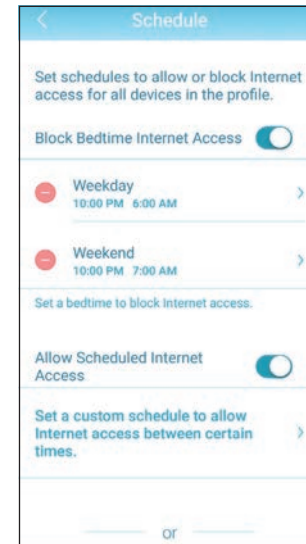 Schedule
Set schedules to allow or block Internet
access for all devices in the profile.
Block Bedtime Internet Access
Weekday
10:00 PM 6:00 AM
Weekend
10:00 PM 7:00 AM
Set a bedtime to block Internet access.
Allow Scheduled Internet
Access
Set a custom schedule to allow
Internet access between certain
times.
or